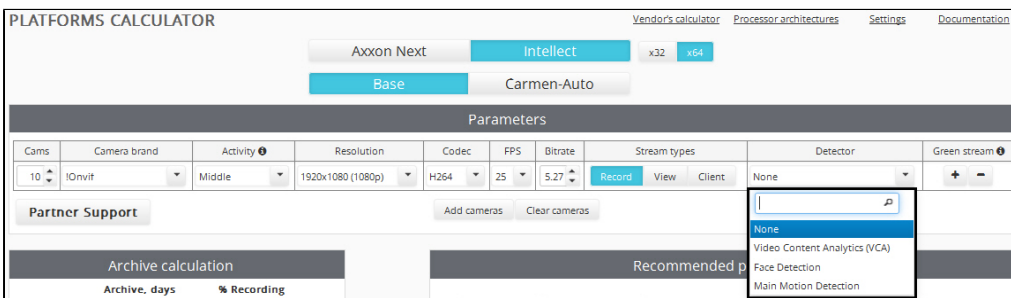 PLATFORMS CALCULATOR Vendor's calculator Processor architectures Settings Documentation
Axxon Next Intellect x32 x64
Base Carmen-Auto
Parameters
Cams Camera brand Activity Resolution Codec FPS Bitrate Stream types Detector Green stream
10 !Onvif Middle 1920x1080 (1080p) H264 25 5.27 Record View Client None + -
Partner Support Add cameras Clear cameras
None
Video Content Analytics (VCA)
Archive calculation Recommended p
Face Detection
Archive, days % Recording
Main Motion Detection